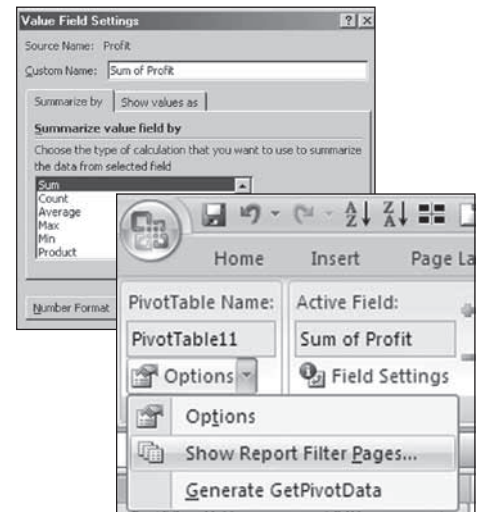 Value Field Settings
Source Name: Profit
Custom Name: Sum of Profit
Summarize by Show values as
Summarize value field by
Choose the type of calculation that you want to use to summarize
the data from selected field
Sum
Count
Average
Max
Min
Product
Number Format
Home Insert Page La
PivotTable Name: Active Field:
PivotTable11 Sum of Profit
Options Field Settings
Options
Show Report Filter Pages...
Generate GetPivotData